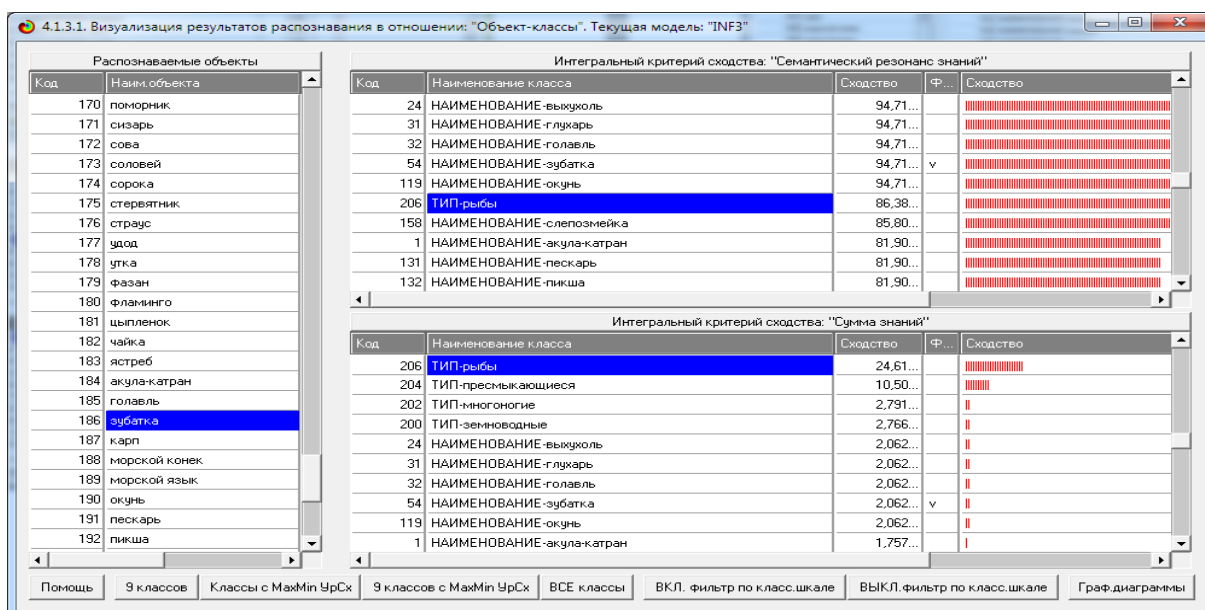 4.1.3.1. Визуализация результатов распознавания в отношении: "Объект-классы". Текущая модель: "INF3"
Распознаваемые объекты
Код Наим.объекта
170 поморник
171 сизарь
172 сова
173 соловей
174 сорока
175 стервятник
176 страус
177 удод
178 утка
179 фазан
180 фламинго
181 цыпленок
182 чайка
183 ястреб
184 акула-катран
185 голавль
186 зубатка
187 карп
188 морской конек
189 морской язык
190 окунь
191 пескарь
192 пикша
Интегральный критерий сходства: "Семантический резонанс знаний"
Код Наименование класса Сходство Ф... Сходство
24 НАИМЕНОВАНИЕ-выхухоль 94,71...
31 НАИМЕНОВАНИЕ-глухарь 94,71...
32 НАИМЕНОВАНИЕ-голавль 94,71...
54 НАИМЕНОВАНИЕ-зубатка 94,71... v
119 НАИМЕНОВАНИЕ-окунь 94,71...
206 ТИП-рыбы 86,38...
158 НАИМЕНОВАНИЕ-слепозмейка 85,80...
1 НАИМЕНОВАНИЕ-акула-катран 81,90...
131 НАИМЕНОВАНИЕ-пескарь 81,90...
132 НАИМЕНОВАНИЕ-пикша 81,90...
Интегральный критерий сходства: "Сумма знаний"
Код Наименование класса Сходство Ф... Сходство
206 ТИП-рыбы 24,61...
204 ТИП-пресмыкающиеся 10,50...
202 ТИП-многоногие 2,791...
200 ТИП-земноводные 2,766...
24 НАИМЕНОВАНИЕ-выхухоль 2,062...
31 НАИМЕНОВАНИЕ-глухарь 2,062...
32 НАИМЕНОВАНИЕ-голавль 2,062...
54 НАИМЕНОВАНИЕ-зубатка 2,062... v
119 НАИМЕНОВАНИЕ-окунь 2,062...
1 НАИМЕНОВАНИЕ-акула-катран 1,757...
Помощь 9 классов Классы с MaxMin УрСх 9 классов с MaxMin УрСх ВСЕ классы ВКЛ. фильтр по класс.шкале ВЫКЛ.фильтр по класс.шкале Граф.диаграммы